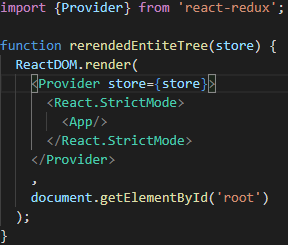 import {Provider} from 'react-redux';
function rerendedEntiteTree(store) {
ReactDOM.render(
<Provider store={store}>
<React.StrictMode>
<App/>
</React.StrictMode>
</Provider>
,
document.getElementById('root')
);
}